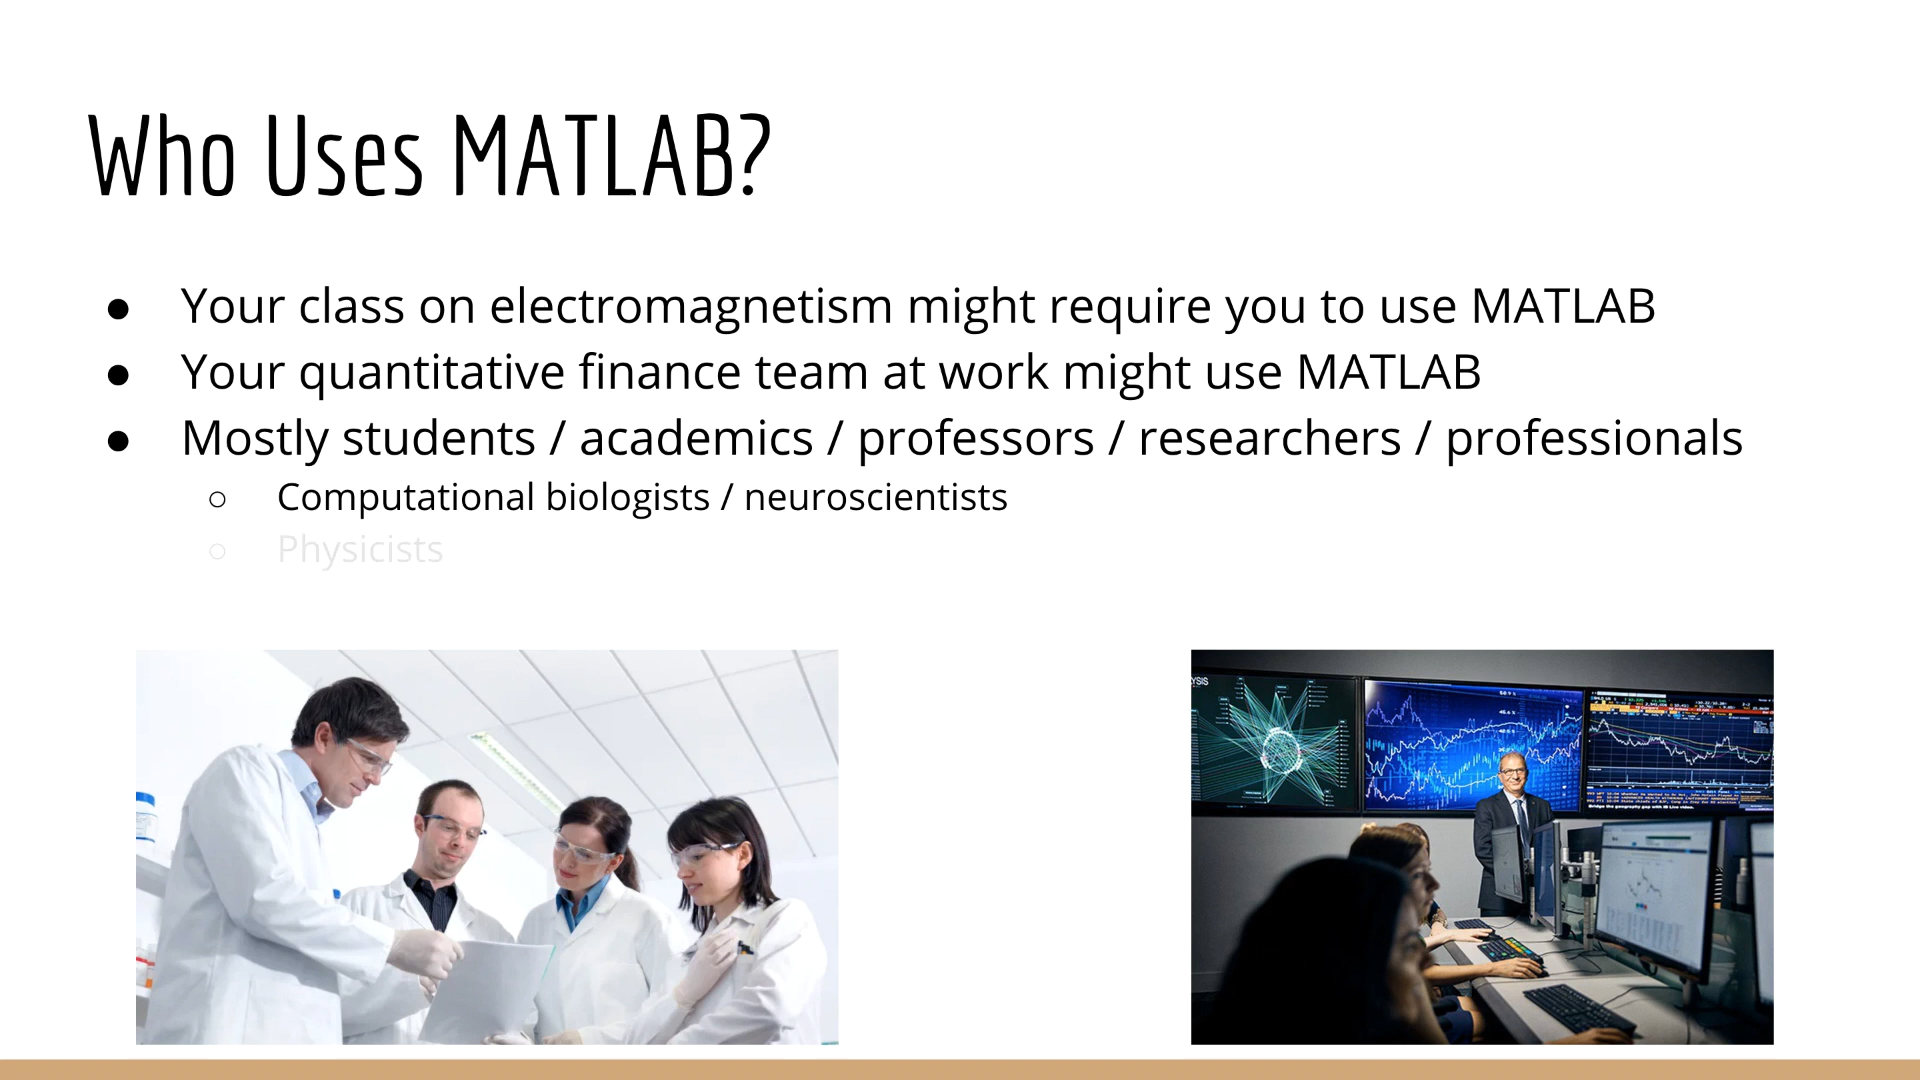 Who Uses MATLAB?
● Your class on electromagnetism might require you to use MATLAB
● Your quantitative finance team at work might use MATLAB
● Mostly students / academics / professors / researchers / professionals
○ Computational biologists / neuroscientists
○ Physicists
YSIS